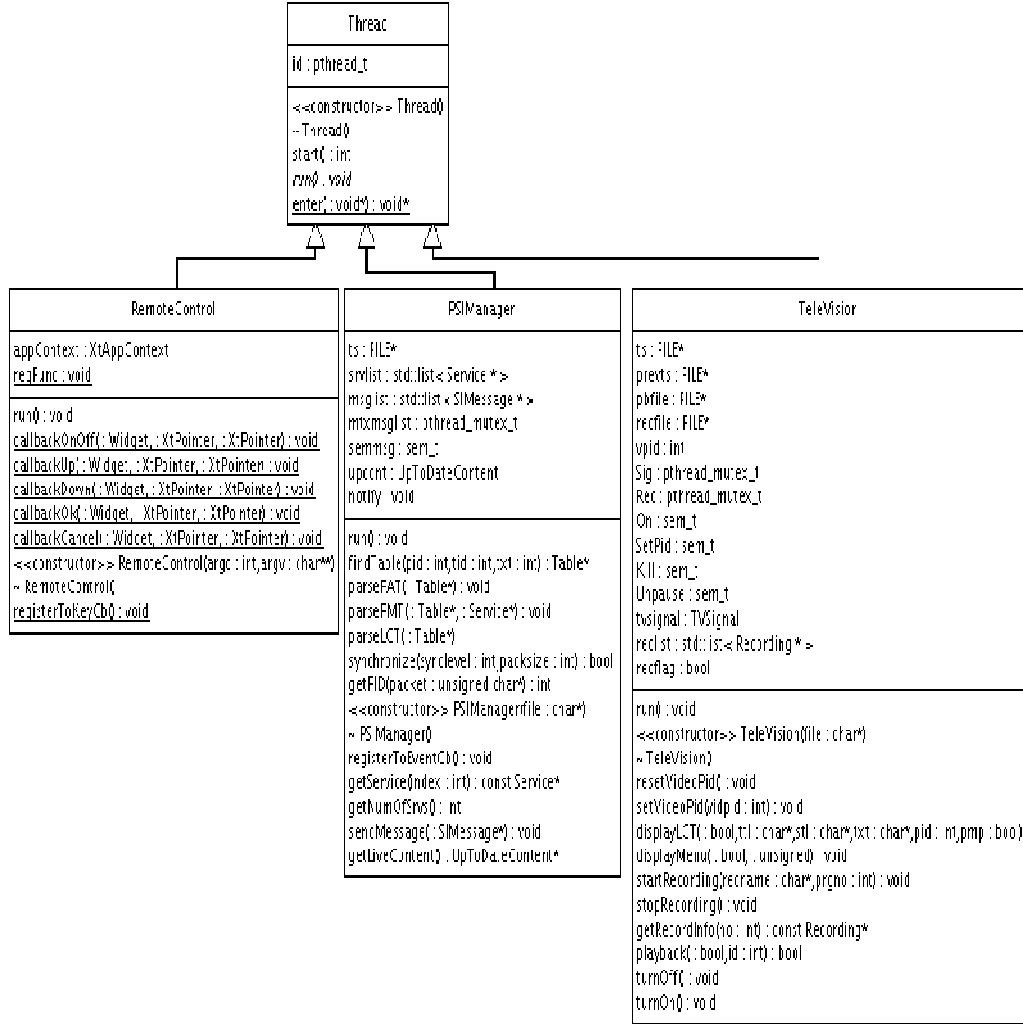 Thread
id : pthread_t
<<constructor>> Thread()
~ Thread()
start() : int
run() : void
enter( : void*) : void*
RemoteControl
appContext : XtAppContext
regFunc : void
run() : void
callbackOnOff( : Widget, : XtPointer, : XtPointer) : void
callbackUp( : Widget, : XtPointer, : XtPointer) : void
callbackDown( : Widget, : XtPointer, : XtPointer) : void
callbackOk( : Widget, : XtPointer, : XtPointer) : void
callbackCancel( : Widget, : XtPointer, : XtPointer) : void
<<constructor>> RemoteControl(argc : int,argv : char**)
~ RemoteControl()
registerToKeyCb() : void
PSIManager
ts : FILE*
srvlist : std::list< Service * >
msglist : std::list< SIMessage * >
mtxmsglist : pthread_mutex_t
semmsg : sem_t
upccnt : UpToDateContent
notify : void
run() : void
findTable(pid : int,tid : int,txt : int) : Table*
parsePAT( : Table*) : void
parsePMT( : Table*, : Service*) : void
parseLCT( : Table*)
synchronize(synclevel : int,packsize : int) : bool
getPID(packet : unsigned char*) : int
<<constructor>> PSIManager(file : char*)
~ PSIManager()
registerToEventCb() : void
getService(index : int) : const Service*
getNumOfSrvs() : int
sendMessage( : SIMessage*) : void
getLiveContent() : UpToDateContent*
TeleVision
ts : FILE*
prevts : FILE*
pbfile : FILE*
recfile : FILE*
vpid : int
Sig : pthread_mutex_t
Rec : pthread_mutex_t
On : sem_t
SetPid : sem_t
Kill : sem_t
Unpause : sem_t
tvsignal : TVSignal
reclist : std::list< Recording * >
recflag : bool
run() : void
<<constructor>> TeleVision(file : char*)
~ TeleVision()
resetVideoPid() : void
setVideoPid(vidpid : int) : void
displayLCT( : bool,ttl : char*,stl : char*,txt : char*,pid : int,pmp : bool)
displayMenu( : bool, : unsigned) : void
startRecording(recname : char*,prgno : int) : void
stopRecording() : void
getRecordInfo(no : int) : const Recording*
playback( : bool,id : int) : bool
turnOff() : void
turnOn() : void